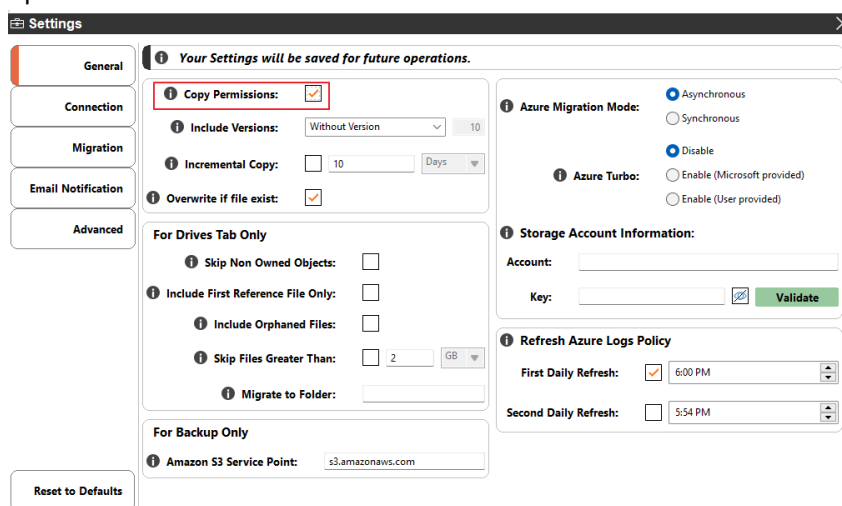 Settings
General
Connection
Migration
Email Notification
Advanced
Reset to Defaults
Your Settings will be saved for future operations.
Copy Permissions:
Include Versions: Without Version 10
Incremental Copy: 10 Days
Overwrite if file exist:
For Drives Tab Only
Skip Non Owned Objects:
Include First Reference File Only:
Include Orphaned Files:
Skip Files Greater Than: 2 GB
Migrate to Folder:
For Backup Only
Amazon S3 Service Point: s3.amazonaws.com
Azure Migration Mode: Asynchronous
Synchronous
Azure Turbo: Disable
Enable (Microsoft provided)
Enable (User provided)
Storage Account Information:
Account:
Key: Validate
Refresh Azure Logs Policy
First Daily Refresh: 6:00 PM
Second Daily Refresh: 5:54 PM